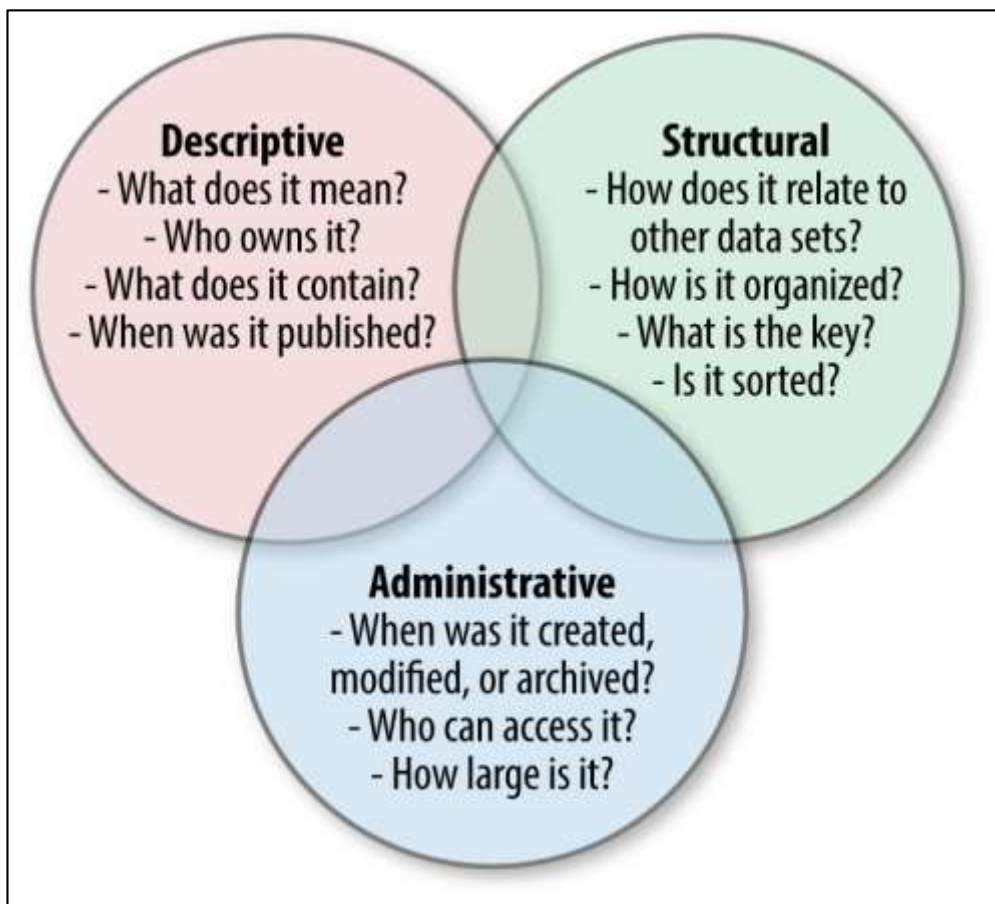 Descriptive
- What does it mean?
- Who owns it?
- What does it contain?
- When was it published?
Structural
- How does it relate to
other data sets?
- How is it organized?
- What is the key?
- Is it sorted?
Administrative
- When was it created,
modified, or archived?
- Who can access it?
- How large is it?